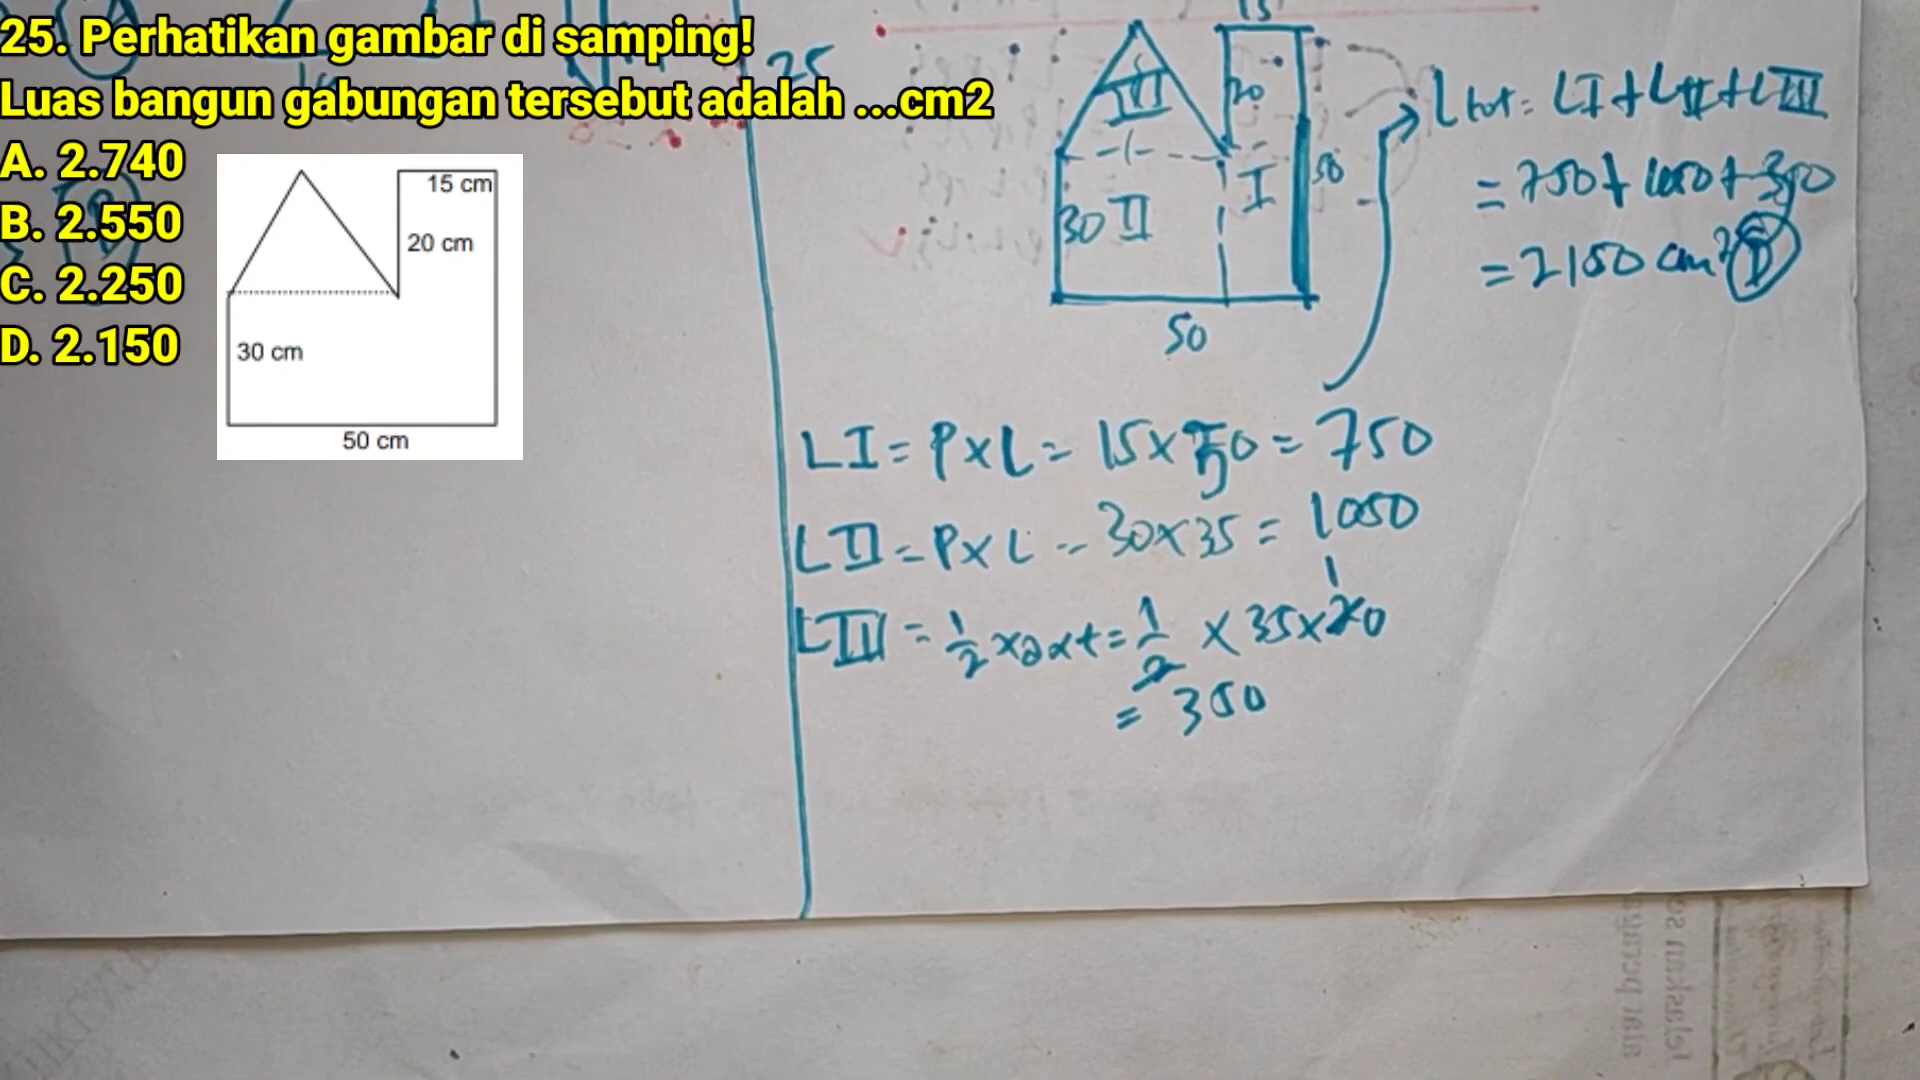 25. Perhatikan gambar di samping!
Luas bangun gabungan tersebut adalah ...cm2
A. 2.740
B. 2.550
C. 2.250
D. 2.150
15 cm
20 cm
30 cm
50 cm
25
15
III
20
I
50
30 II
50
L tot = LI + LII + LIII
= 750 + 1050 + 350
= 2150 cm² D
LI = P x L = 15 x 50 = 750
LII = P x L = 30 x 35 = 1050
LIII = 1/2 x a x t = 1/2 x 35 x 20
1
= 350